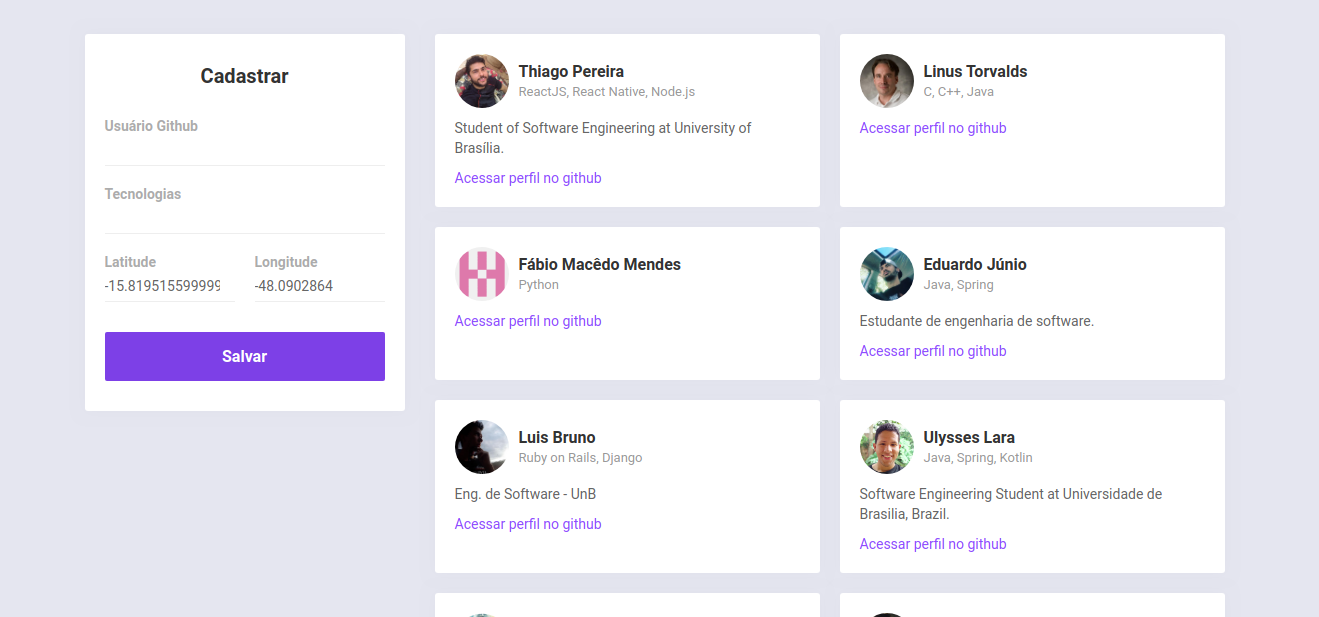 Cadastrar
Usuário Github
Tecnologias
Latitude
Longitude
-15.819515599999
-48.0902864
Salvar
Thiago Pereira
ReactJS, React Native, Node.js
Student of Software Engineering at University of
Brasília.
Acessar perfil no github
Linus Torvalds
C, C++, Java
Acessar perfil no github
Fábio Macêdo Mendes
Python
Acessar perfil no github
Eduardo Júnio
Java, Spring
Estudante de engenharia de software.
Acessar perfil no github
Luis Bruno
Ruby on Rails, Django
Eng. de Software - UnB
Acessar perfil no github
Ulysses Lara
Java, Spring, Kotlin
Software Engineering Student at Universidade de
Brasilia, Brazil.
Acessar perfil no github